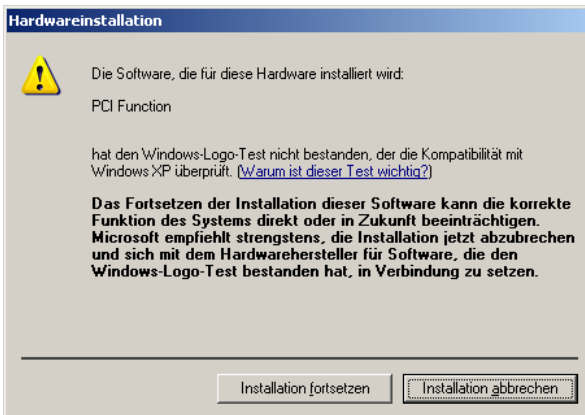 Hardwareinstallation
Die Software, die für diese Hardware installiert wird:
PCI Function
hat den Windows-Logo-Test nicht bestanden, der die Kompatibilität mit
Windows XP überprüft. (Warum ist dieser Test wichtig?)
Das Fortsetzen der Installation dieser Software kann die korrekte
Funktion des Systems direkt oder in Zukunft beeinträchtigen.
Microsoft empfiehlt strengstens, die Installation jetzt abzubrechen
und sich mit dem Hardwarehersteller für Software, die den
Windows-Logo-Test bestanden hat, in Verbindung zu setzen.
Installation fortsetzen
Installation abbrechen